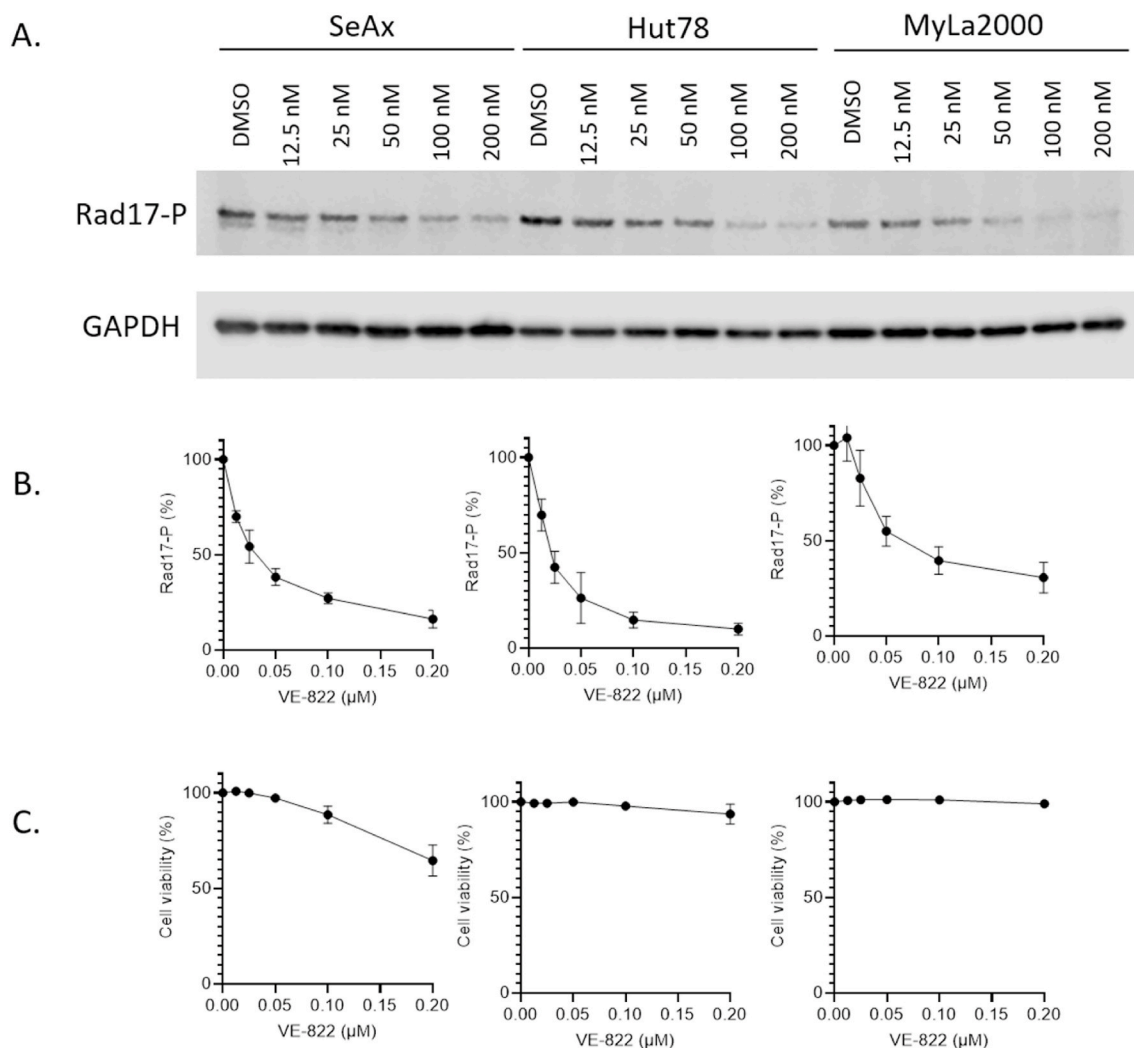 A.
SeAx Hut78 MyLa2000
DMSO 12.5 nM 25 nM 50 nM 100 nM 200 nM DMSO 12.5 nM 25 nM 50 nM 100 nM 200 nM DMSO 12.5 nM 25 nM 50 nM 100 nM 200 nM
Rad17-P
GAPDH
B.
Rad17-P (%)
100
50
0
0.00 0.05 0.10 0.15 0.20
VE-822 (µM)
Rad17-P (%)
100
50
0
0.00 0.05 0.10 0.15 0.20
VE-822 (µM)
Rad17-P (%)
100
50
0
0.00 0.05 0.10 0.15 0.20
VE-822 (µM)
C.
Cell viability (%)
100
50
0
0.00 0.05 0.10 0.15 0.20
VE-822 (µM)
Cell viability (%)
100
50
0
0.00 0.05 0.10 0.15 0.20
VE-822 (µM)
Cell viability (%)
100
50
0
0.00 0.05 0.10 0.15 0.20
VE-822 (µM)